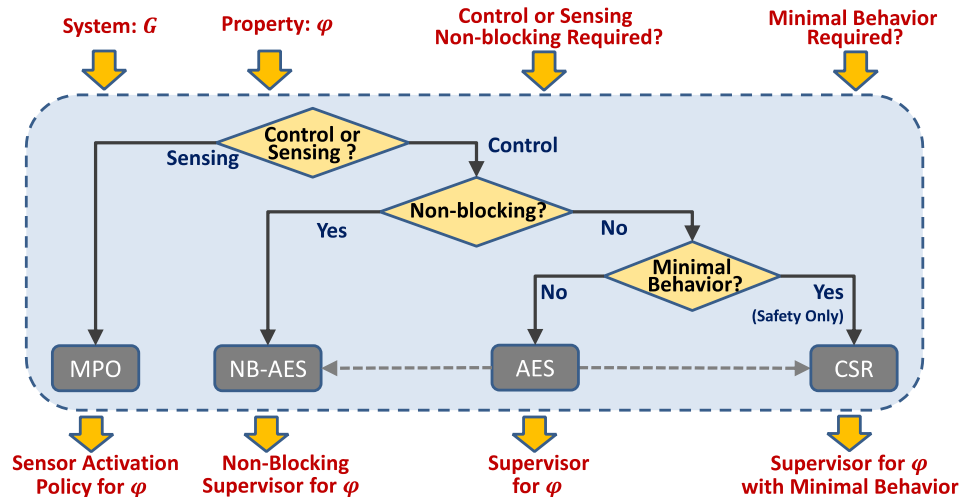 System: G
Property: φ
Control or Sensing
Non-blocking Required?
Minimal Behavior
Required?
Control or
Sensing ?
Sensing
Control
Non-blocking?
Yes
No
Minimal
Behavior?
No
Yes
(Safety Only)
MPO
NB-AES
AES
CSR
Sensor Activation
Policy for φ
Non-Blocking
Supervisor for φ
Supervisor
for φ
Supervisor for φ
with Minimal Behavior